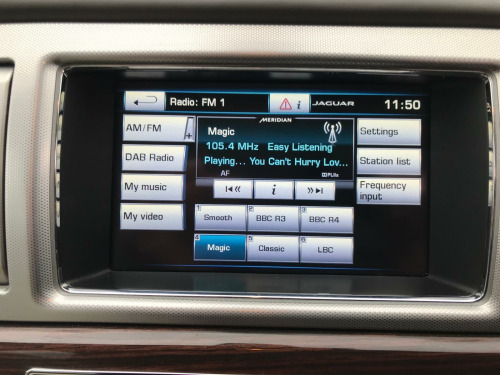 Radio: FM 1
i
JAGUAR
11:50
AM/FM
+
DAB Radio
My music
My video
MERIDIAN
Magic
105.4 MHz Easy Listening
Playing... You Can't Hurry Lov...
AF
i
Settings
Station list
Frequency
input
1 Smooth
2 BBC R3
3 BBC R4
4 Magic
5 Classic
6 LBC